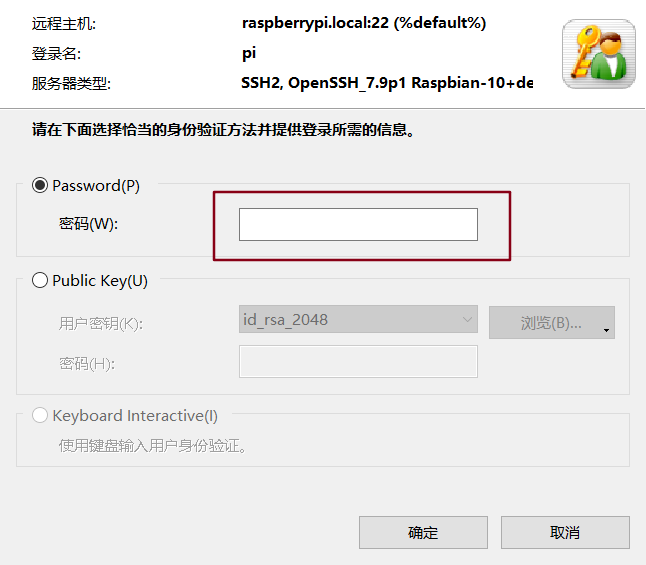 远程主机: raspberrypi.local:22 (%default%)
登录名: pi
服务器类型: SSH2, OpenSSH_7.9p1 Raspbian-10+de
请在下面选择恰当的身份验证方法并提供登录所需的信息。
Password(P)
密码(W):
Public Key(U)
用户密钥(K): id_rsa_2048 浏览(B)...
密码(H):
Keyboard Interactive(I)
使用键盘输入用户身份验证。
确定 取消